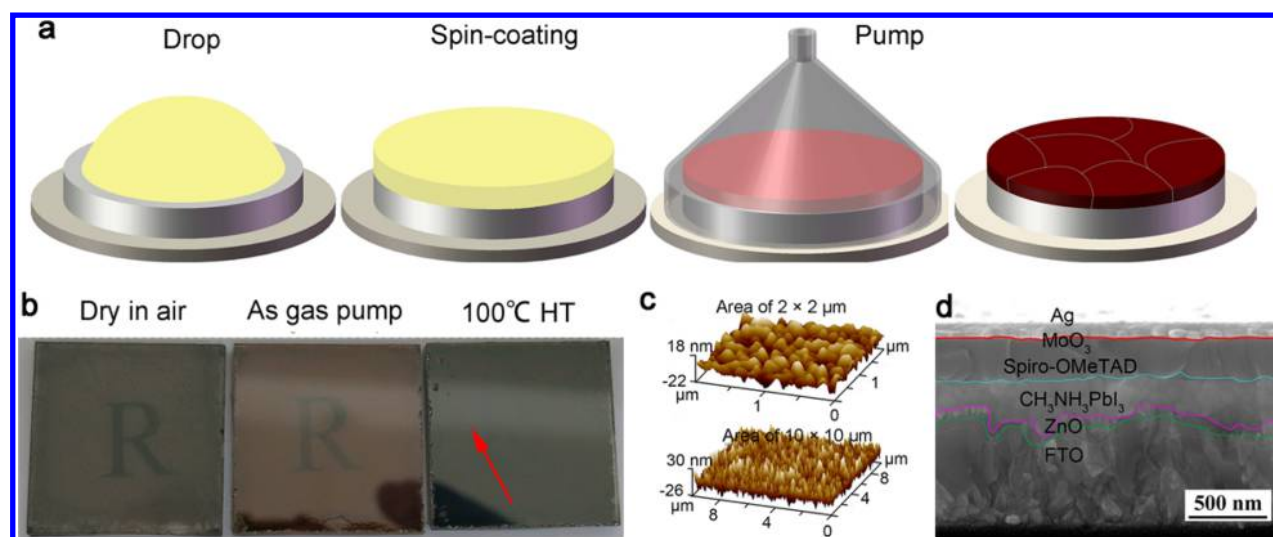 a
Drop
Spin-coating
Pump
b
Dry in air
As gas pump
100℃ HT
R
R
c
Area of 2 × 2 µm
18 nm
-22
µm
1
0
1
µm
Area of 10 × 10 µm
30 nm
-26
µm
8
4
0
4
8
µm
d
Ag
MoO₃
Spiro-OMeTAD
CH₃NH₃PbI₃
ZnO
FTO
500 nm